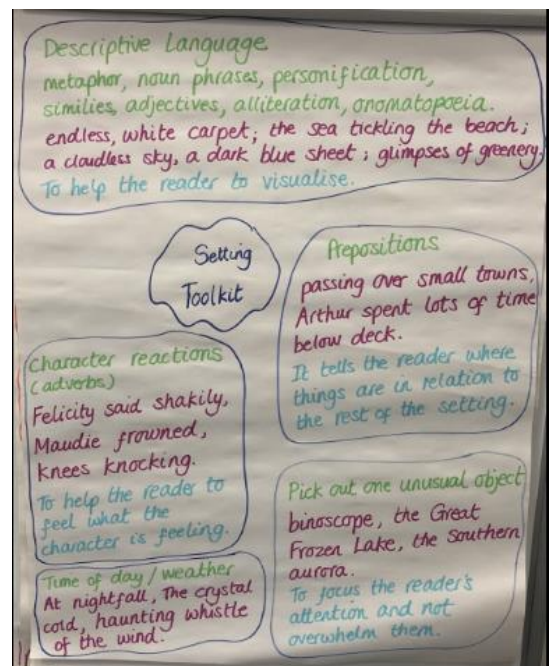 Descriptive Language
metaphor, noun phrases, personification,
similies, adjectives, alliteration, onomatopoeia.
endless, white carpet; the sea tickling the beach;
a cloudless sky, a dark blue sheet; glimpses of greenery.
To help the reader to visualise.
Setting
Toolkit
Prepositions
passing over small towns,
Arthur spent lots of time
below deck.
It tells the reader where
things are in relation to
the rest of the setting.
Character reactions
(adverbs)
Felicity said shakily,
Maudie frowned,
knees knocking.
To help the reader to
feel what the
character is feeling.
Pick out one unusual object
binoscope, the Great
Frozen Lake, the Southern
aurora.
To focus the reader's
attention and not
overwhelm them.
Time of day / weather
At nightfall, The crystal
cold, haunting whistle
of the wind.